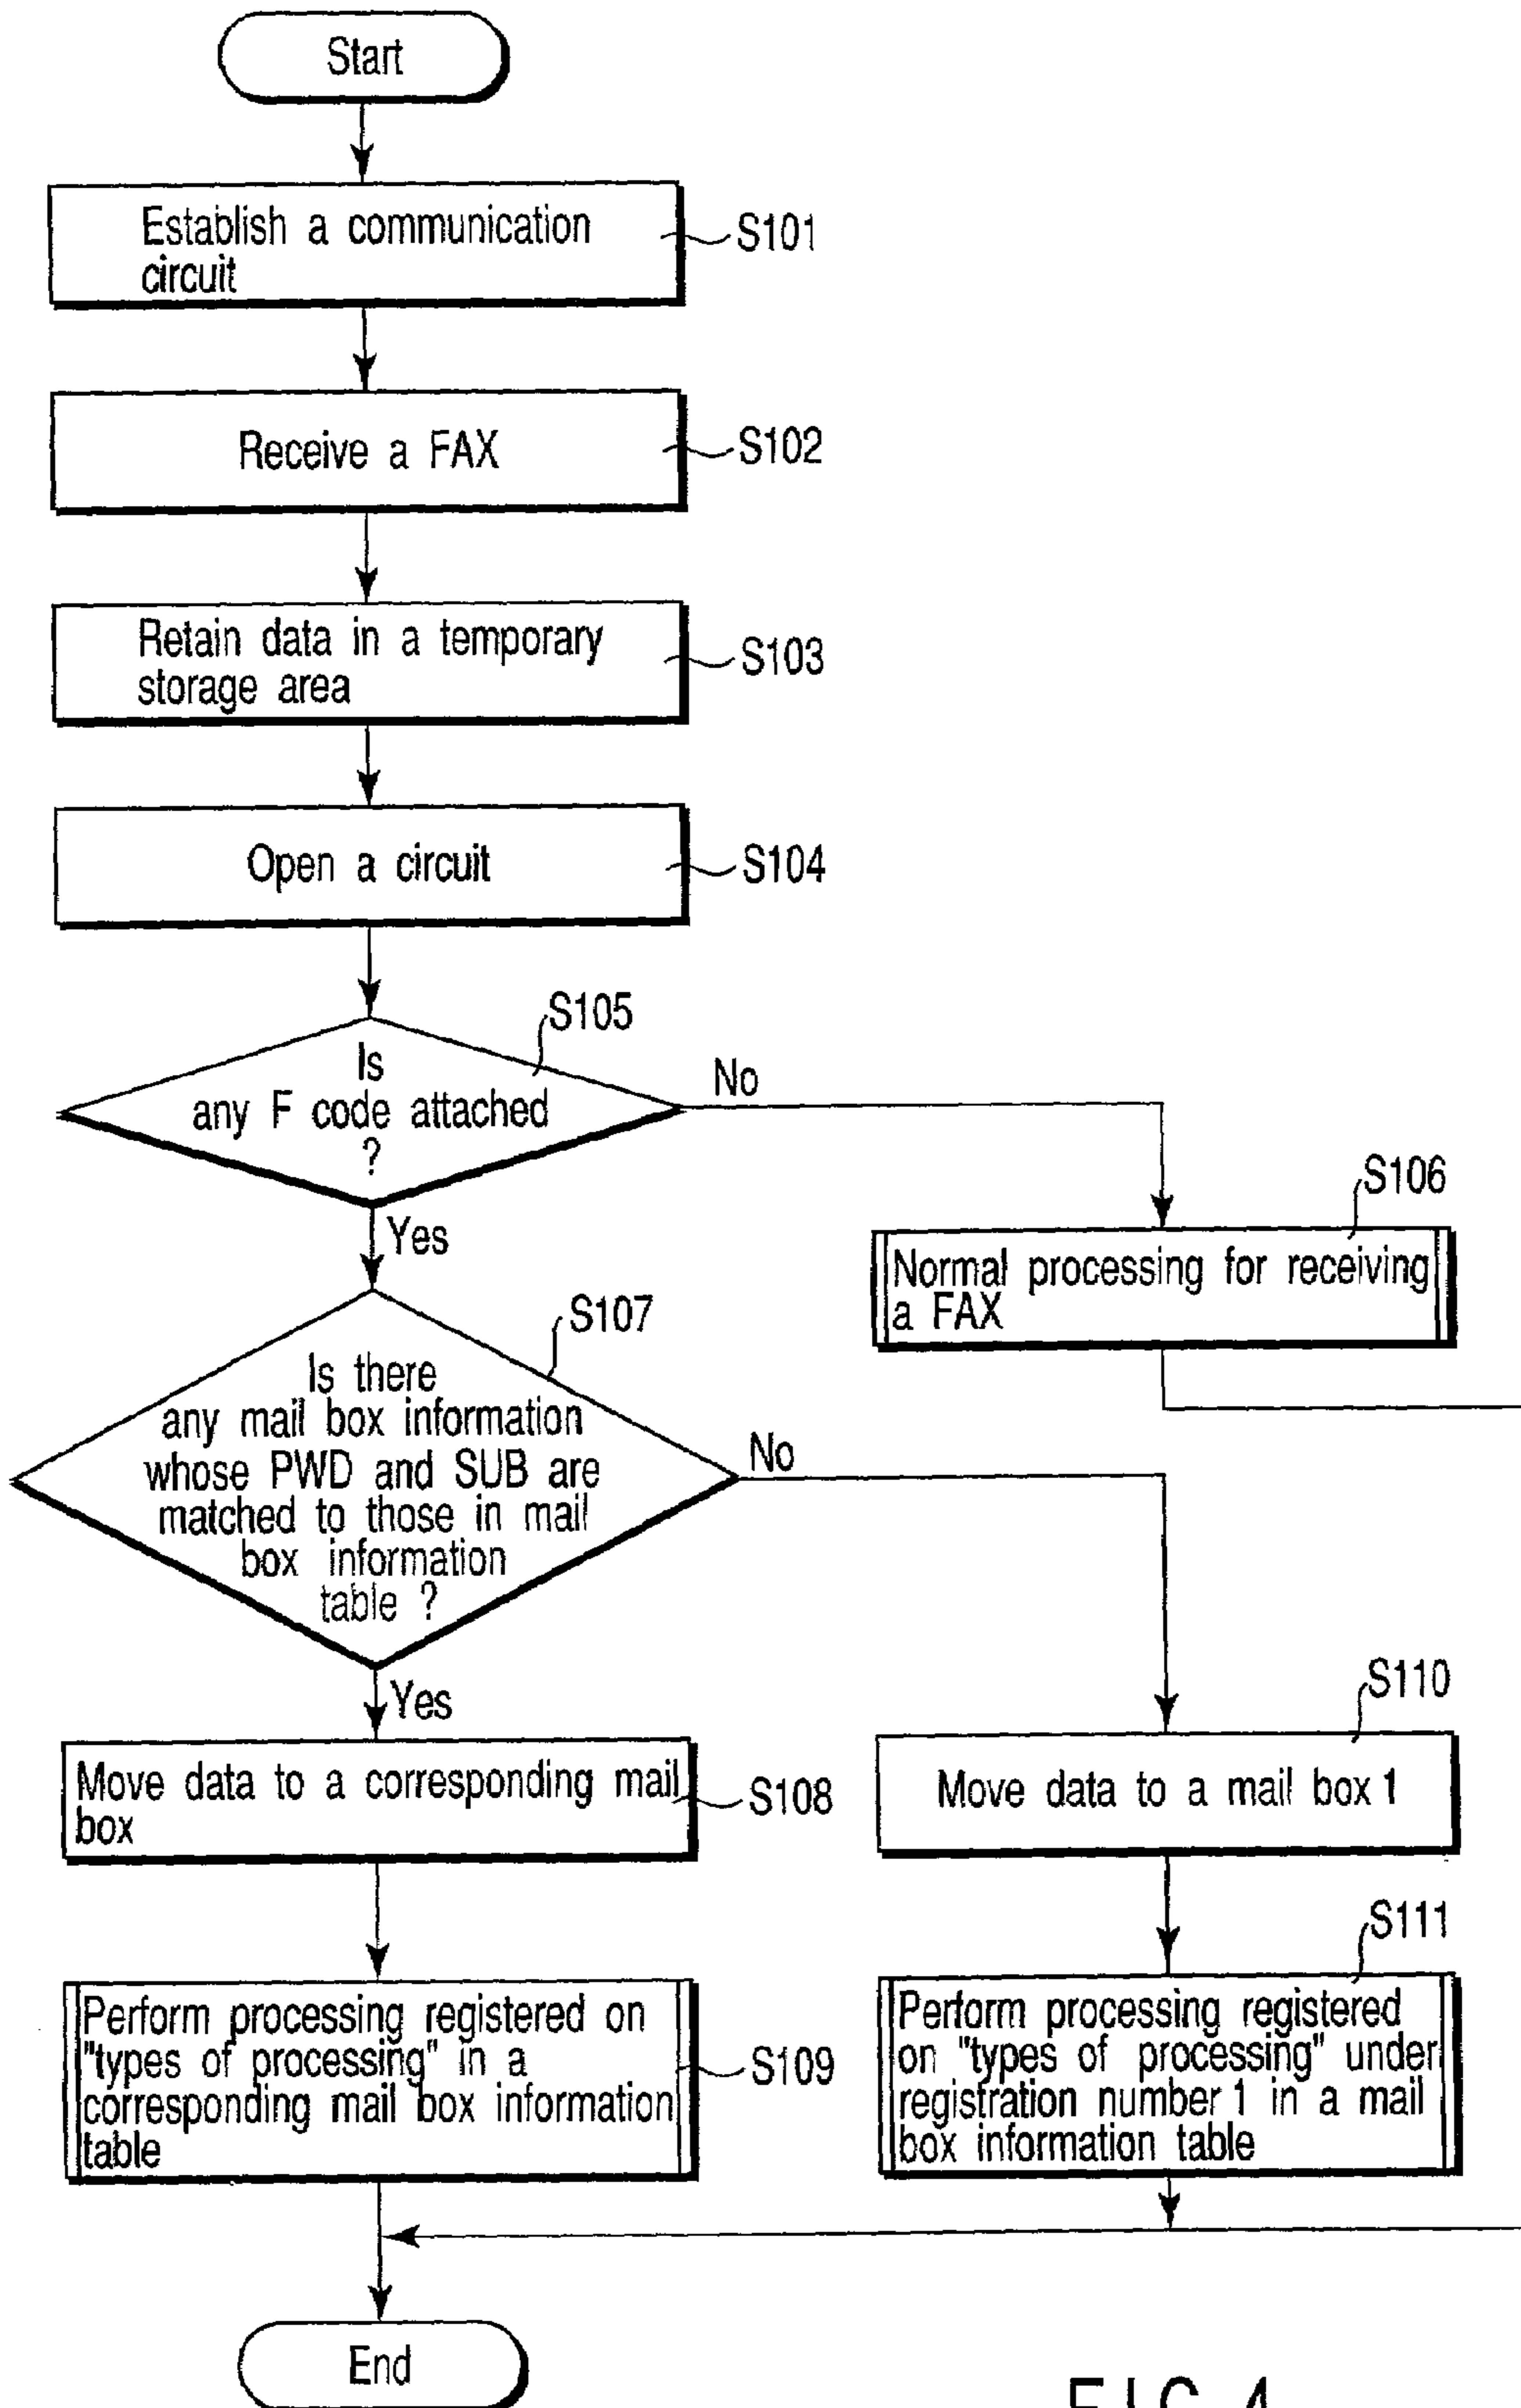 Start
Establish a communication
circuit
S101
Receive a FAX
S102
Retain data in a temporary
storage area
S103
Open a circuit
S104
S105
Is
any F code attached
?
No
Yes
S106
Normal processing for receiving
a FAX
S107
Is there
any mail box information
whose PWD and SUB are
matched to those in mail
box information
table ?
No
Yes
S110
Move data to a corresponding mail
box
S108
Move data to a mail box 1
S111
Perform processing registered on
"types of processing" in a
corresponding mail box information
table
S109
Perform processing registered
on "types of processing" under
registration number 1 in a mail
box information table
End
FIG. 4